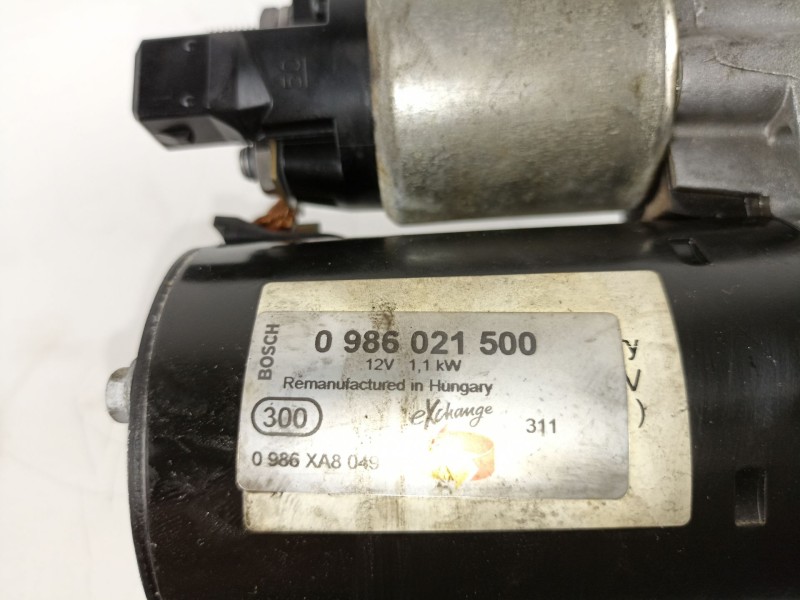 BOSCH
0 986 021 500
12V 1,1 kW
Remanufactured in Hungary
300
eXchange
311
0 986 XA8 049
y
V
)